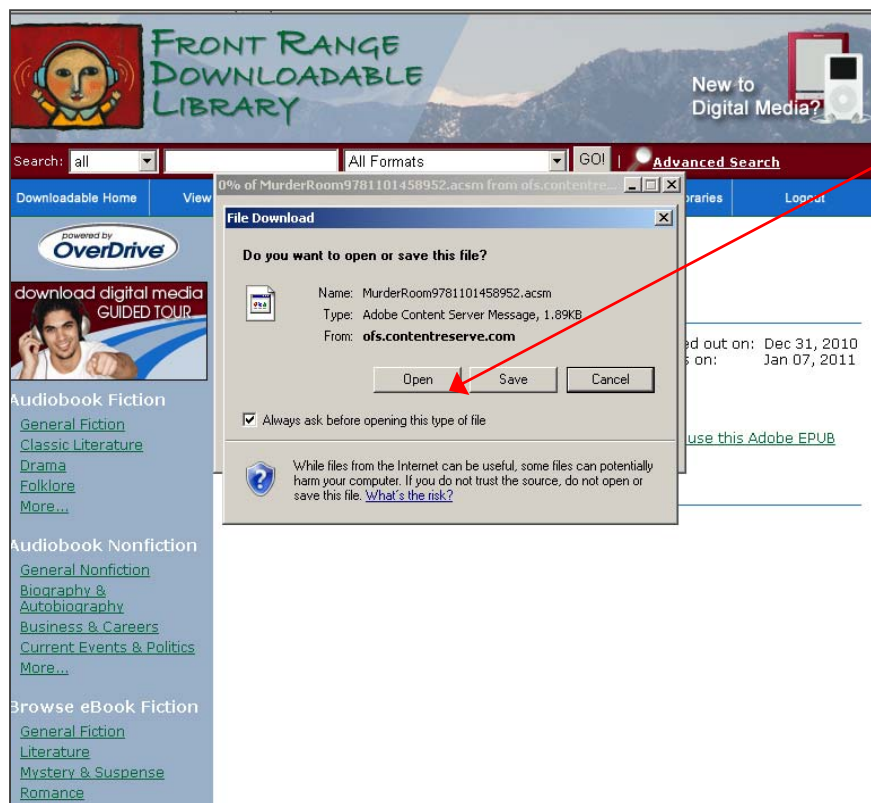 FRONT RANGE
DOWNLOADABLE
LIBRARY
New to
Digital Media?
Search: all All Formats GO! | Advanced Search
Downloadable Home View braries Logout
0% of MurderRoom9781101458952.acsm from ofs.contentre...
File Download
Do you want to open or save this file?
Name: MurderRoom9781101458952.acsm
Type: Adobe Content Server Message, 1.89KB
From: ofs.contentreserve.com
Open Save Cancel
Always ask before opening this type of file
While files from the Internet can be useful, some files can potentially
harm your computer. If you do not trust the source, do not open or
save this file. What's the risk?
powered by
OverDrive
download digital media
GUIDED TOUR
ed out on: Dec 31, 2010
s on: Jan 07, 2011
use this Adobe EPUB
Audiobook Fiction
General Fiction
Classic Literature
Drama
Folklore
More...
Audiobook Nonfiction
General Nonfiction
Biography &
Autobiography
Business & Careers
Current Events & Politics
More...
Browse eBook Fiction
General Fiction
Literature
Mystery & Suspense
Romance